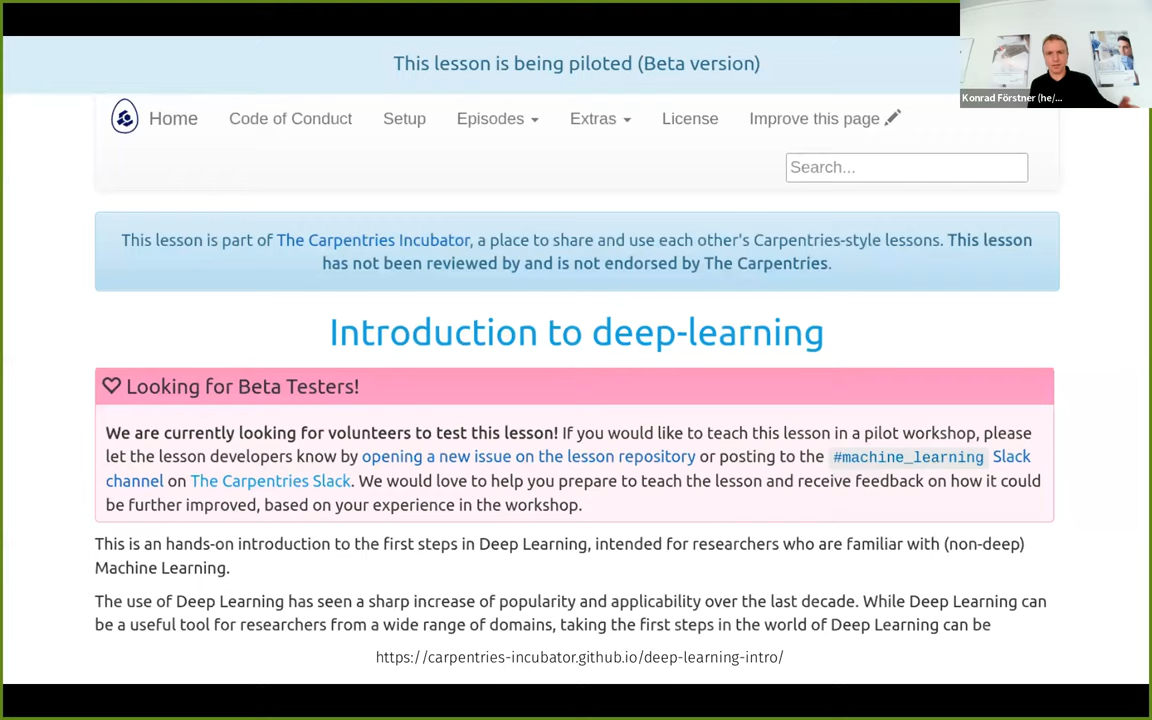 This lesson is being piloted (Beta version)
Konrad Förstner (he/...
Home Code of Conduct Setup Episodes Extras License Improve this page
Search...
This lesson is part of The Carpentries Incubator, a place to share and use each other's Carpentries-style lessons. This lesson
has not been reviewed by and is not endorsed by The Carpentries.
Introduction to deep-learning
Looking for Beta Testers!
We are currently looking for volunteers to test this lesson! If you would like to teach this lesson in a pilot workshop, please
let the lesson developers know by opening a new issue on the lesson repository or posting to the #machine_learning Slack
channel on The Carpentries Slack. We would love to help you prepare to teach the lesson and receive feedback on how it could
be further improved, based on your experience in the workshop.
This is an hands-on introduction to the first steps in Deep Learning, intended for researchers who are familiar with (non-deep)
Machine Learning.
The use of Deep Learning has seen a sharp increase of popularity and applicability over the last decade. While Deep Learning can
be a useful tool for researchers from a wide range of domains, taking the first steps in the world of Deep Learning can be
https://carpentries-incubator.github.io/deep-learning-intro/